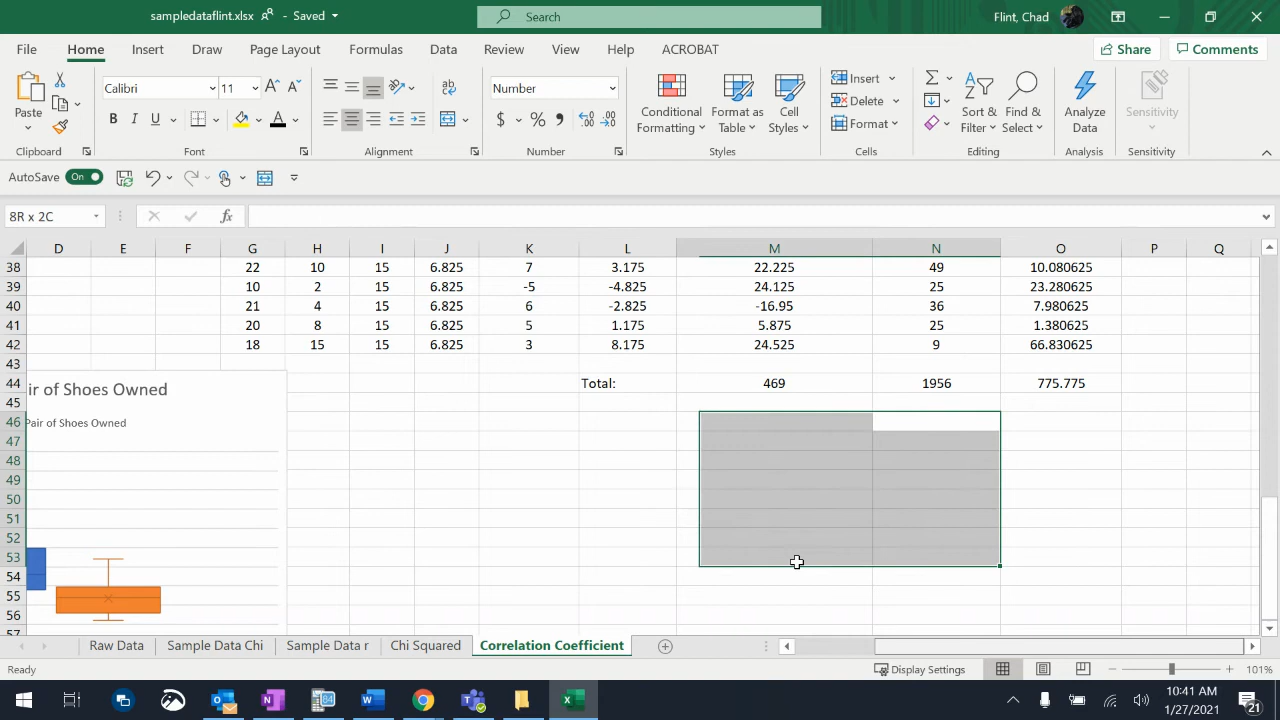 sampledataflint.xlsx - Saved
Search
Flint, Chad
File Home Insert Draw Page Layout Formulas Data Review View Help ACROBAT Share Comments
Paste
Calibri 11
B I U A
Number
$ % 9
Conditional Formatting
Format as Table
Cell Styles
Insert
Delete
Format
Sort & Filter
Find & Select
Analyze Data
Sensitivity
Clipboard Font Alignment Number Styles Cells Editing Analysis Sensitivity
AutoSave On
8R x 2C fx
D E F G H I J K L M N O P Q
38 22 10 15 6.825 7 3.175 22.225 49 10.080625
39 10 2 15 6.825 -5 -4.825 24.125 25 23.280625
40 21 4 15 6.825 6 -2.825 -16.95 36 7.980625
41 20 8 15 6.825 5 1.175 5.875 25 1.380625
42 18 15 15 6.825 3 8.175 24.525 9 66.830625
43
44 Total: 469 1956 775.775
45
46
47
48
49
50
51
52
53
54
55
56
57
ir of Shoes Owned
Pair of Shoes Owned
Raw Data Sample Data Chi Sample Data r Chi Squared Correlation Coefficient
Ready Display Settings 101%
84
10:41 AM
1/27/2021
21